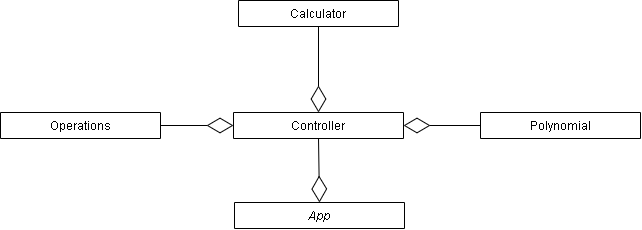 Calculator
Operations
Controller
Polynomial
App